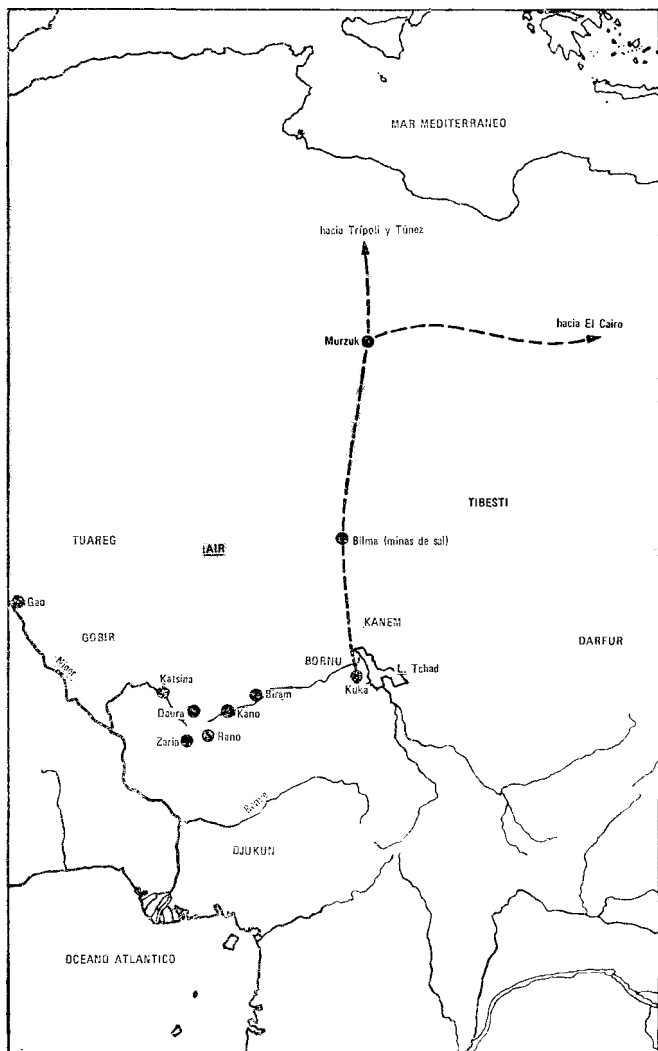 MAR MEDITERRANEO
hacia Trípoli y Túnez
hacia El Cairo
Murzuk
TIBESTI
TUAREG
AIR
Bilma (minas de sal)
Gao
KANEM
GOBIR
DARFUR
Niger
BORNU
L. Tchad
Katsina
Kuka
Biram
Daura
Kano
Zaria
Rano
Benue
DJUKUN
OCEANO ATLANTICO